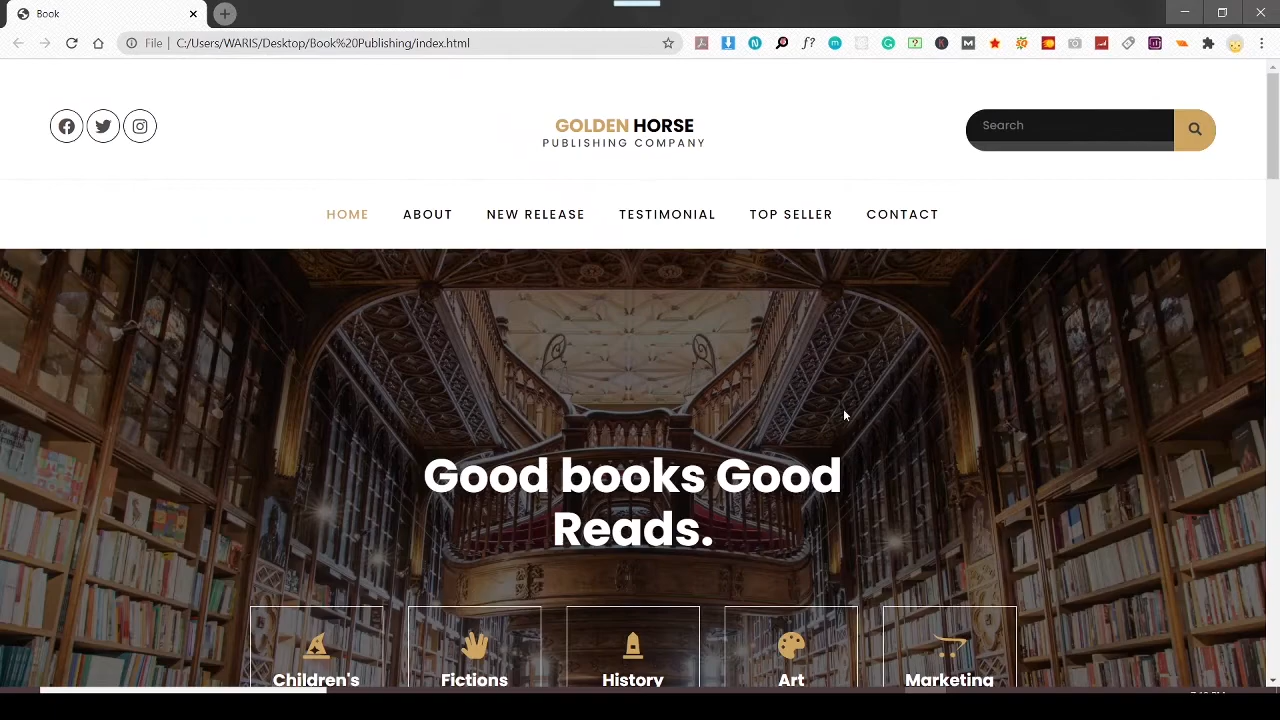 Book
File
C:/Users/WARIS/Desktop/Book%20Publishing/index.html
GOLDEN HORSE
PUBLISHING COMPANY
Search
HOME ABOUT NEW RELEASE TESTIMONIAL TOP SELLER CONTACT
Good books Good
Reads.
Children's Fictions History Art Marketing